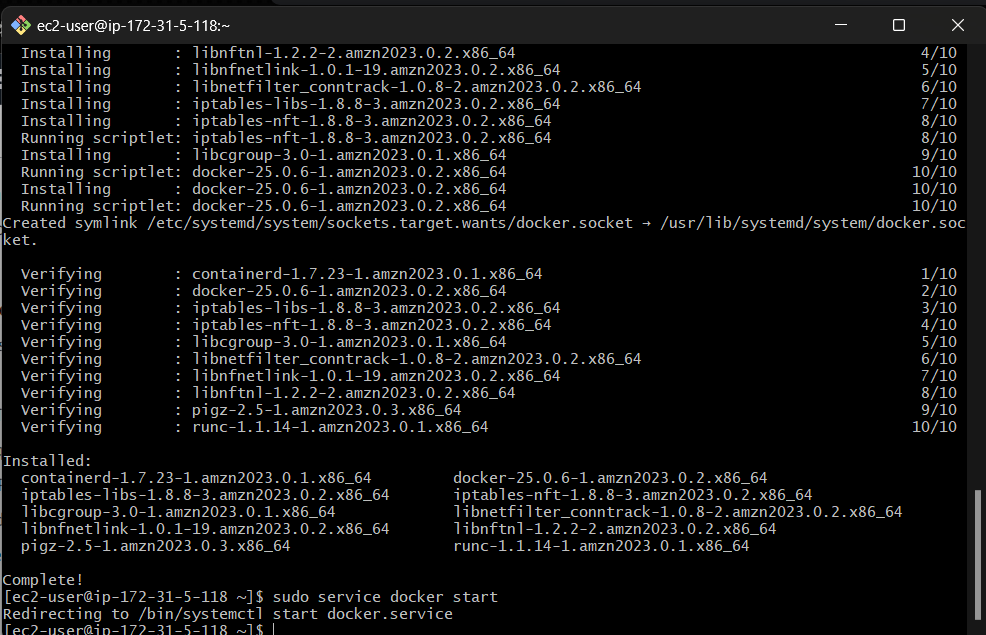 ec2-user@ip-172-31-5-118:~
Installing       : libnftnl-1.2.2-2.amzn2023.0.2.x86_64                                             4/10
Installing       : libnfnetlink-1.0.1-19.amzn2023.0.2.x86_64                                        5/10
Installing       : libnetfilter_conntrack-1.0.8-2.amzn2023.0.2.x86_64                               6/10
Installing       : iptables-libs-1.8.8-3.amzn2023.0.2.x86_64                                        7/10
Installing       : iptables-nft-1.8.8-3.amzn2023.0.2.x86_64                                         8/10
Running scriptlet: iptables-nft-1.8.8-3.amzn2023.0.2.x86_64                                         8/10
Installing       : libcgroup-3.0-1.amzn2023.0.1.x86_64                                              9/10
Running scriptlet: docker-25.0.6-1.amzn2023.0.2.x86_64                                             10/10
Installing       : docker-25.0.6-1.amzn2023.0.2.x86_64                                             10/10
Running scriptlet: docker-25.0.6-1.amzn2023.0.2.x86_64                                             10/10
Created symlink /etc/systemd/system/sockets.target.wants/docker.socket → /usr/lib/systemd/system/docker.soc
ket.
Verifying        : containerd-1.7.23-1.amzn2023.0.1.x86_64                                          1/10
Verifying        : docker-25.0.6-1.amzn2023.0.2.x86_64                                              2/10
Verifying        : iptables-libs-1.8.8-3.amzn2023.0.2.x86_64                                        3/10
Verifying        : iptables-nft-1.8.8-3.amzn2023.0.2.x86_64                                         4/10
Verifying        : libcgroup-3.0-1.amzn2023.0.1.x86_64                                              5/10
Verifying        : libnetfilter_conntrack-1.0.8-2.amzn2023.0.2.x86_64                               6/10
Verifying        : libnfnetlink-1.0.1-19.amzn2023.0.2.x86_64                                        7/10
Verifying        : libnftnl-1.2.2-2.amzn2023.0.2.x86_64                                             8/10
Verifying        : pigz-2.5-1.amzn2023.0.3.x86_64                                                   9/10
Verifying        : runc-1.1.14-1.amzn2023.0.1.x86_64                                               10/10
Installed:
containerd-1.7.23-1.amzn2023.0.1.x86_64         docker-25.0.6-1.amzn2023.0.2.x86_64
iptables-libs-1.8.8-3.amzn2023.0.2.x86_64       iptables-nft-1.8.8-3.amzn2023.0.2.x86_64
libcgroup-3.0-1.amzn2023.0.1.x86_64             libnetfilter_conntrack-1.0.8-2.amzn2023.0.2.x86_64
libnfnetlink-1.0.1-19.amzn2023.0.2.x86_64       libnftnl-1.2.2-2.amzn2023.0.2.x86_64
pigz-2.5-1.amzn2023.0.3.x86_64                  runc-1.1.14-1.amzn2023.0.1.x86_64
Complete!
[ec2-user@ip-172-31-5-118 ~]$ sudo service docker start
Redirecting to /bin/systemctl start docker.service
[ec2-user@ip-172-31-5-118 ~]$